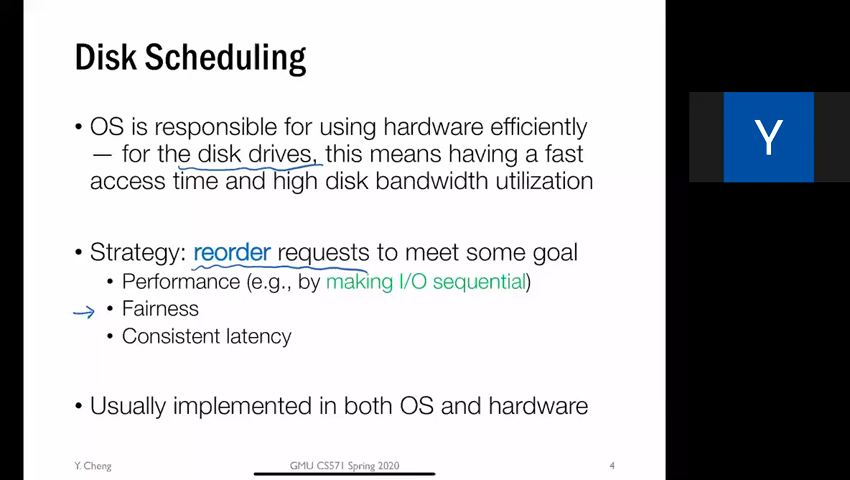 Disk Scheduling
• OS is responsible for using hardware efficiently
— for the disk drives, this means having a fast
access time and high disk bandwidth utilization
• Strategy: reorder requests to meet some goal
• Performance (e.g., by making I/O sequential)
• Fairness
• Consistent latency
• Usually implemented in both OS and hardware
Y. Cheng GMU CS571 Spring 2020 4
Y